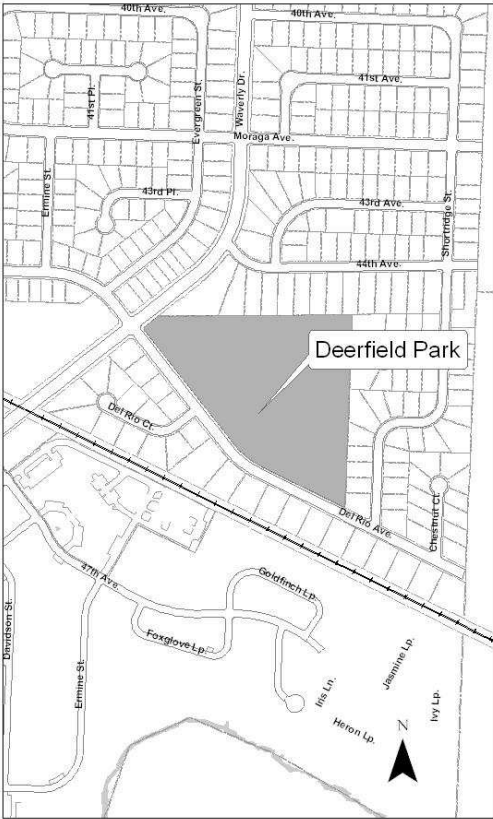 40th Ave.
40th Ave.
41st Pl.
Evergreen St.
Waverly Dr.
41st Ave.
Moraga Ave.
Ermine St.
43rd Pl.
43rd Ave.
Shortridge St.
44th Ave.
Deerfield Park
Del Rio Ct.
Del Rio Ave.
Chestnut Ct.
47th Ave.
Goldfinch Lp.
Davidson St.
Ermine St.
Foxglove Lp.
Iris Ln.
Jasmine Lp.
Ivy Lp.
Heron Lp.
N